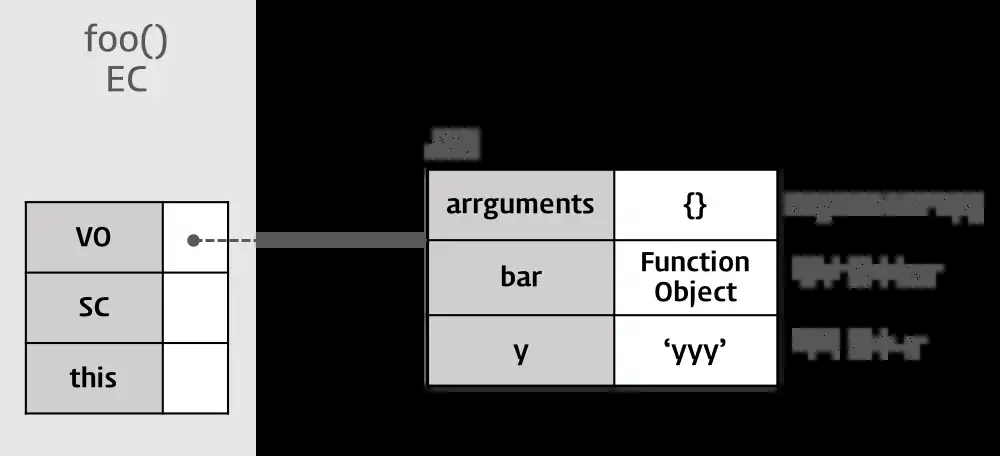 foo()
EC
VO
SC
this
arrguments
{}
bar
Function
Object
y
‘yyy’